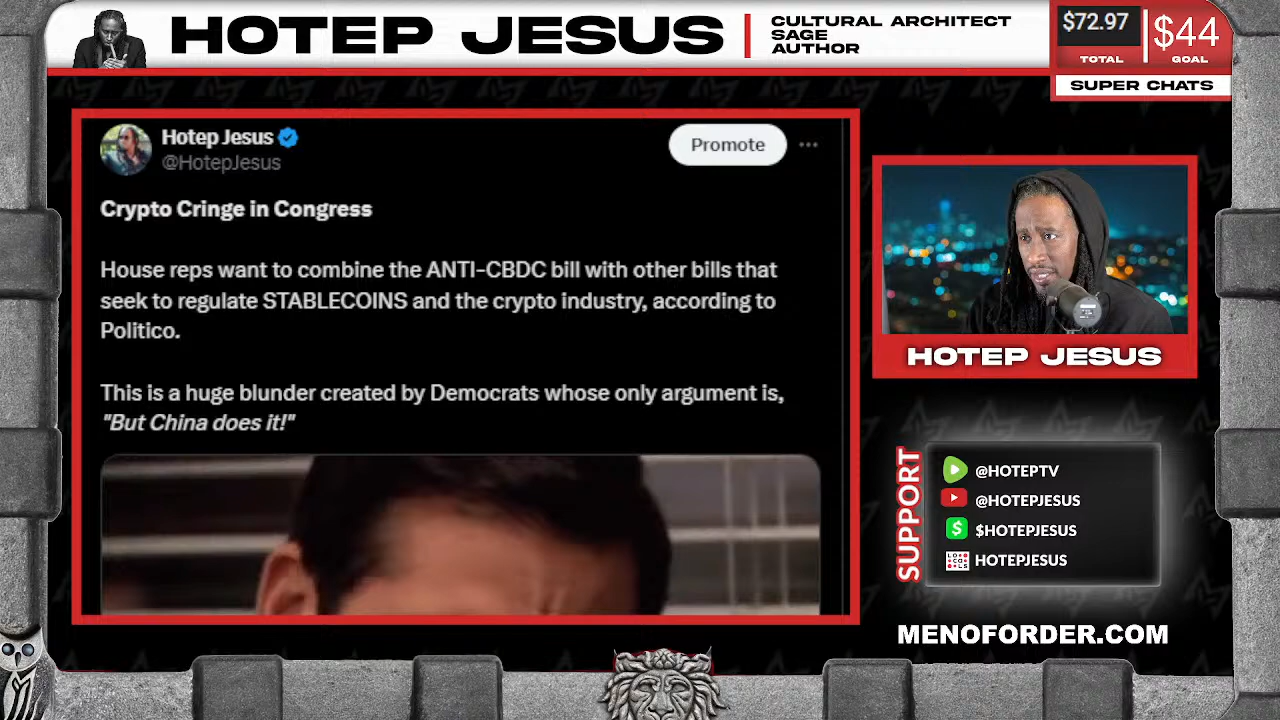 HOTEP JESUS
CULTURAL ARCHITECT
SAGE
AUTHOR
$72.97
TOTAL
$44
GOAL
SUPER CHATS
Hotep Jesus
@HotepJesus
Promote
Crypto Cringe in Congress
House reps want to combine the ANTI-CBDC bill with other bills that
seek to regulate STABLECOINS and the crypto industry, according to
Politico.
This is a huge blunder created by Democrats whose only argument is,
"But China does it!"
HOTEP JESUS
SUPPORT
@HOTEPTV
@HOTEPJESUS
$HOTEPJESUS
HOTEPJESUS
MENOFORDER.COM